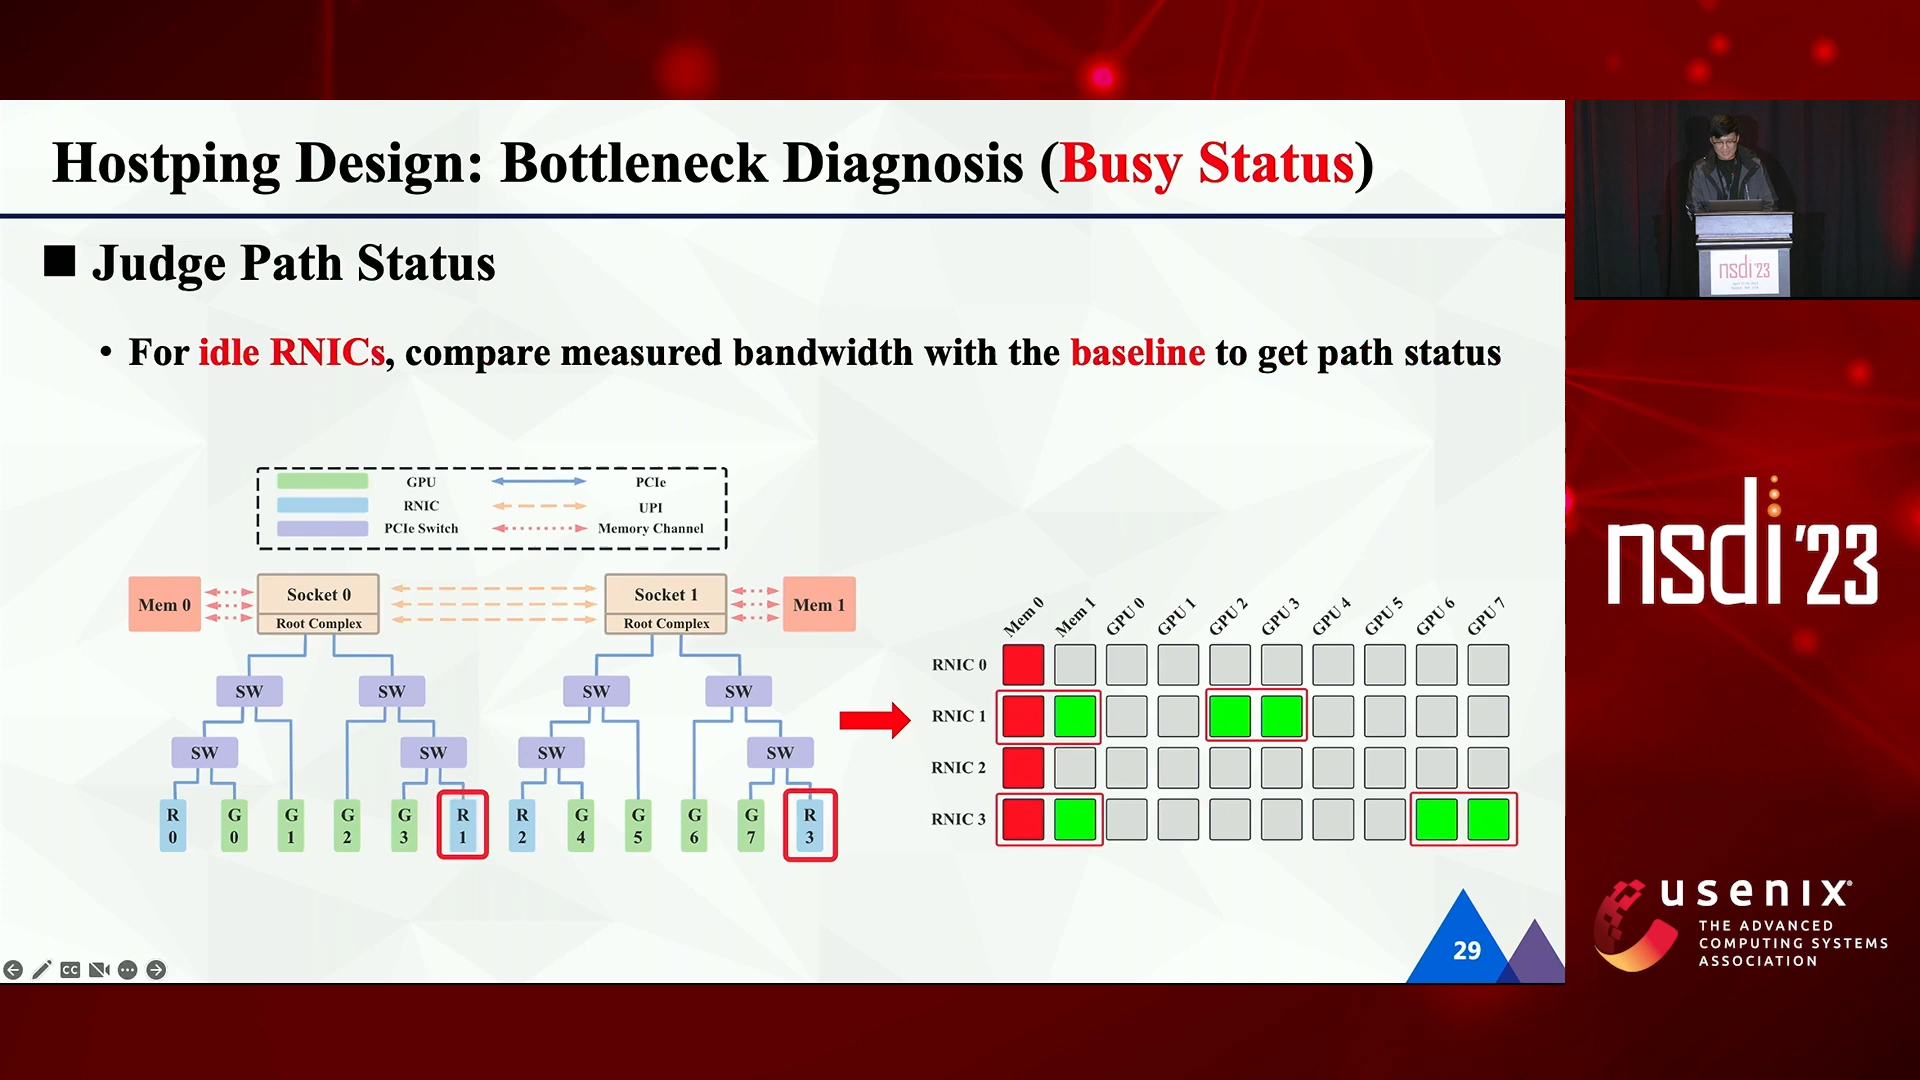 Hostping Design: Bottleneck Diagnosis (Busy Status)
■ Judge Path Status
• For idle RNICs, compare measured bandwidth with the baseline to get path status
GPU PCIe
RNIC UPI
PCIe Switch Memory Channel
Mem 0 Socket 0 Socket 1 Mem 1
Root Complex Root Complex
SW SW SW SW
SW SW SW SW
R 0 G 0 G 1 G 2 G 3 R 1 R 2 G 4 G 5 G 6 G 7 R 3
Mem 0 Mem 1 GPU 0 GPU 1 GPU 2 GPU 3 GPU 4 GPU 5 GPU 6 GPU 7
RNIC 0
RNIC 1
RNIC 2
RNIC 3
29
CC
nsdi '23
nsdi '23
usenix
THE ADVANCED
COMPUTING SYSTEMS
ASSOCIATION